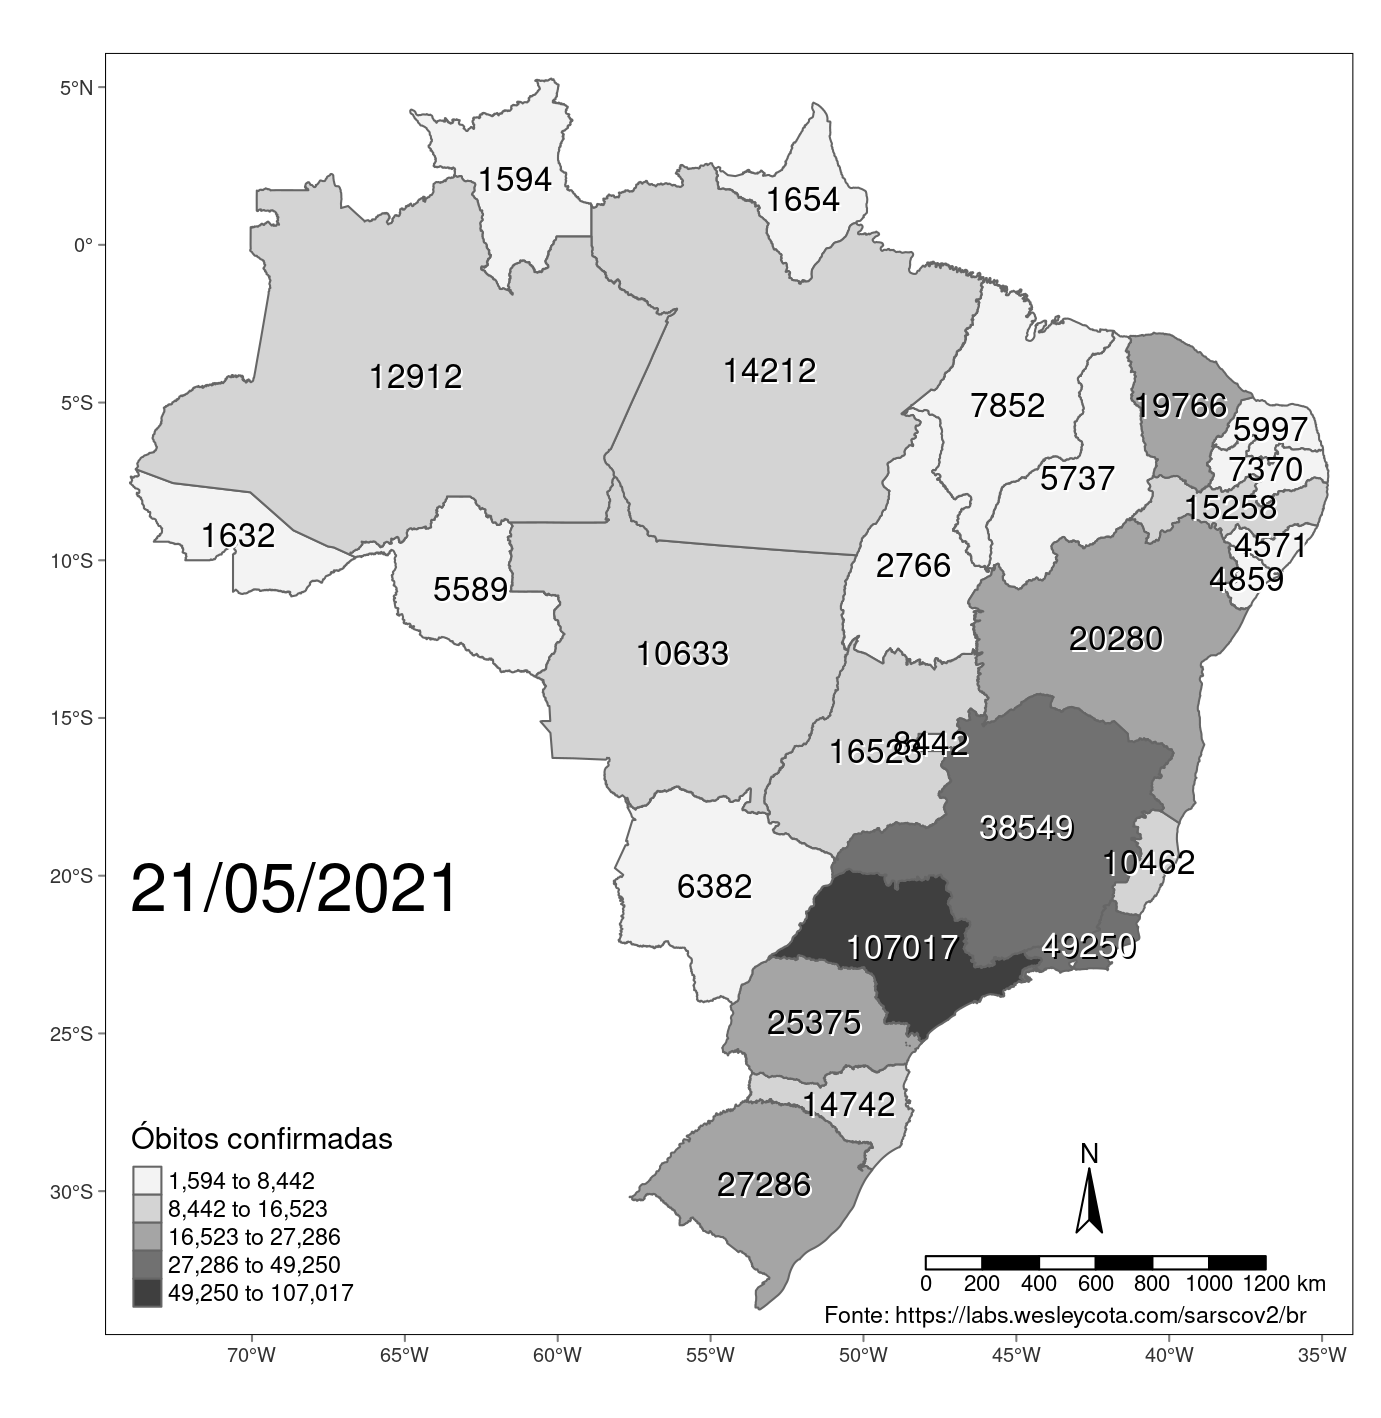 5°N
0°
5°S
10°S
15°S
20°S
25°S
30°S
1594
1654
12912
14212
7852
19766
5997
5737
7370
15258
1632
4571
2766
4859
5589
20280
10633
8442
16523
38549
10462
6382
107017
49250
25375
14742
27286
21/05/2021
Óbitos confirmadas
1,594 to 8,442
8,442 to 16,523
16,523 to 27,286
27,286 to 49,250
49,250 to 107,017
N
0 200 400 600 800 1000 1200 km
Fonte: https://labs.wesleycota.com/sarscov2/br
70°W 65°W 60°W 55°W 50°W 45°W 40°W 35°W